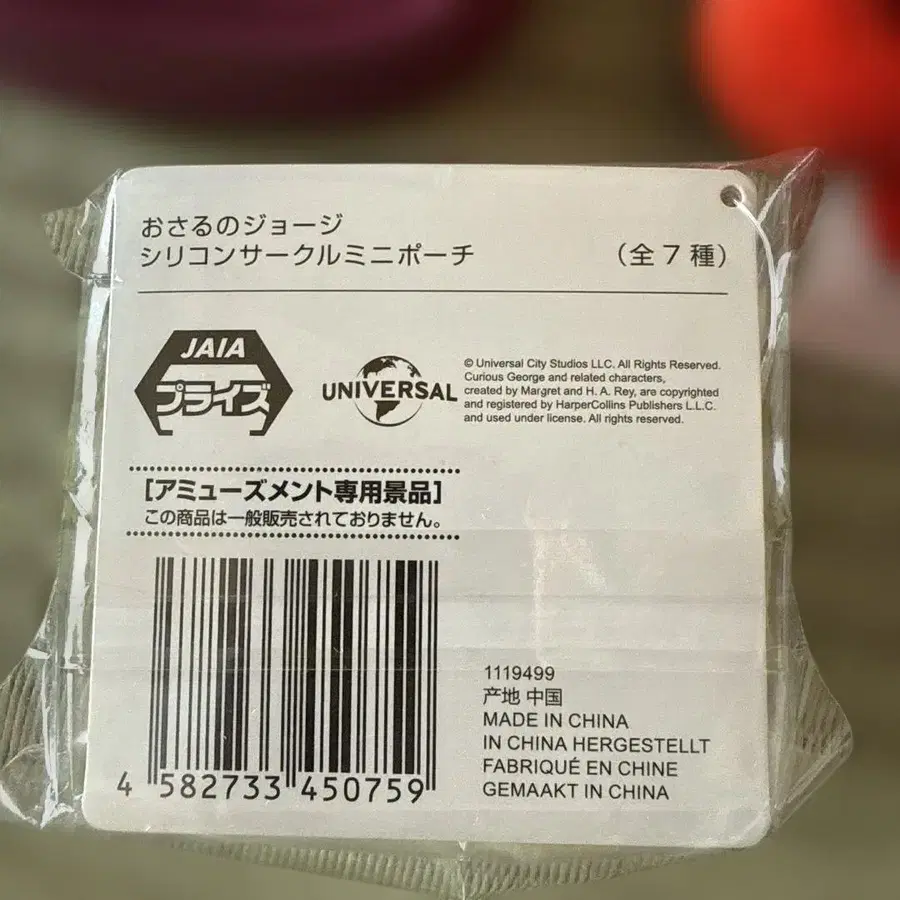 おさるのジョージ
シリコンサークルミニポーチ （全7種）
JAIA
プライズ
UNIVERSAL
© Universal City Studios LLC. All Rights Reserved.
Curious George and related characters,
created by Margret and H. A. Rey, are copyrighted
and registered by HarperCollins Publishers L.L.C.
and used under license. All rights reserved.
[アミューズメント専用景品]
この商品は一般販売されておりません。
4 582733 450759
1119499
产地 中国
MADE IN CHINA
IN CHINA HERGESTELLT
FABRIQUÉ EN CHINE
GEMAAKT IN CHINA